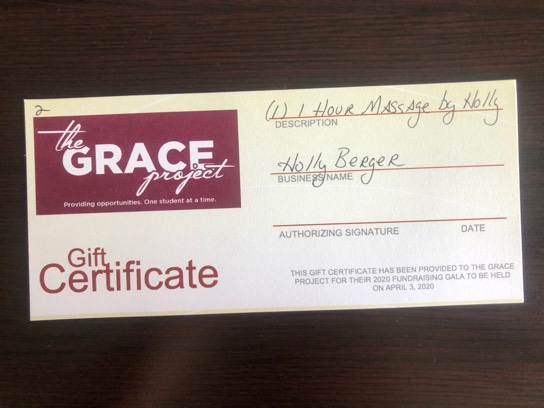 2
(1) 1 Hour Massage by Holly
DESCRIPTION
the
GRACE
project
Providing opportunities. One student at a time.
Holly Berger
BUSINESS NAME
AUTHORIZING SIGNATURE DATE
Gift
Certificate
THIS GIFT CERTIFICATE HAS BEEN PROVIDED TO THE GRACE
PROJECT FOR THEIR 2020 FUNDRAISING GALA TO BE HELD
ON APRIL 3, 2020